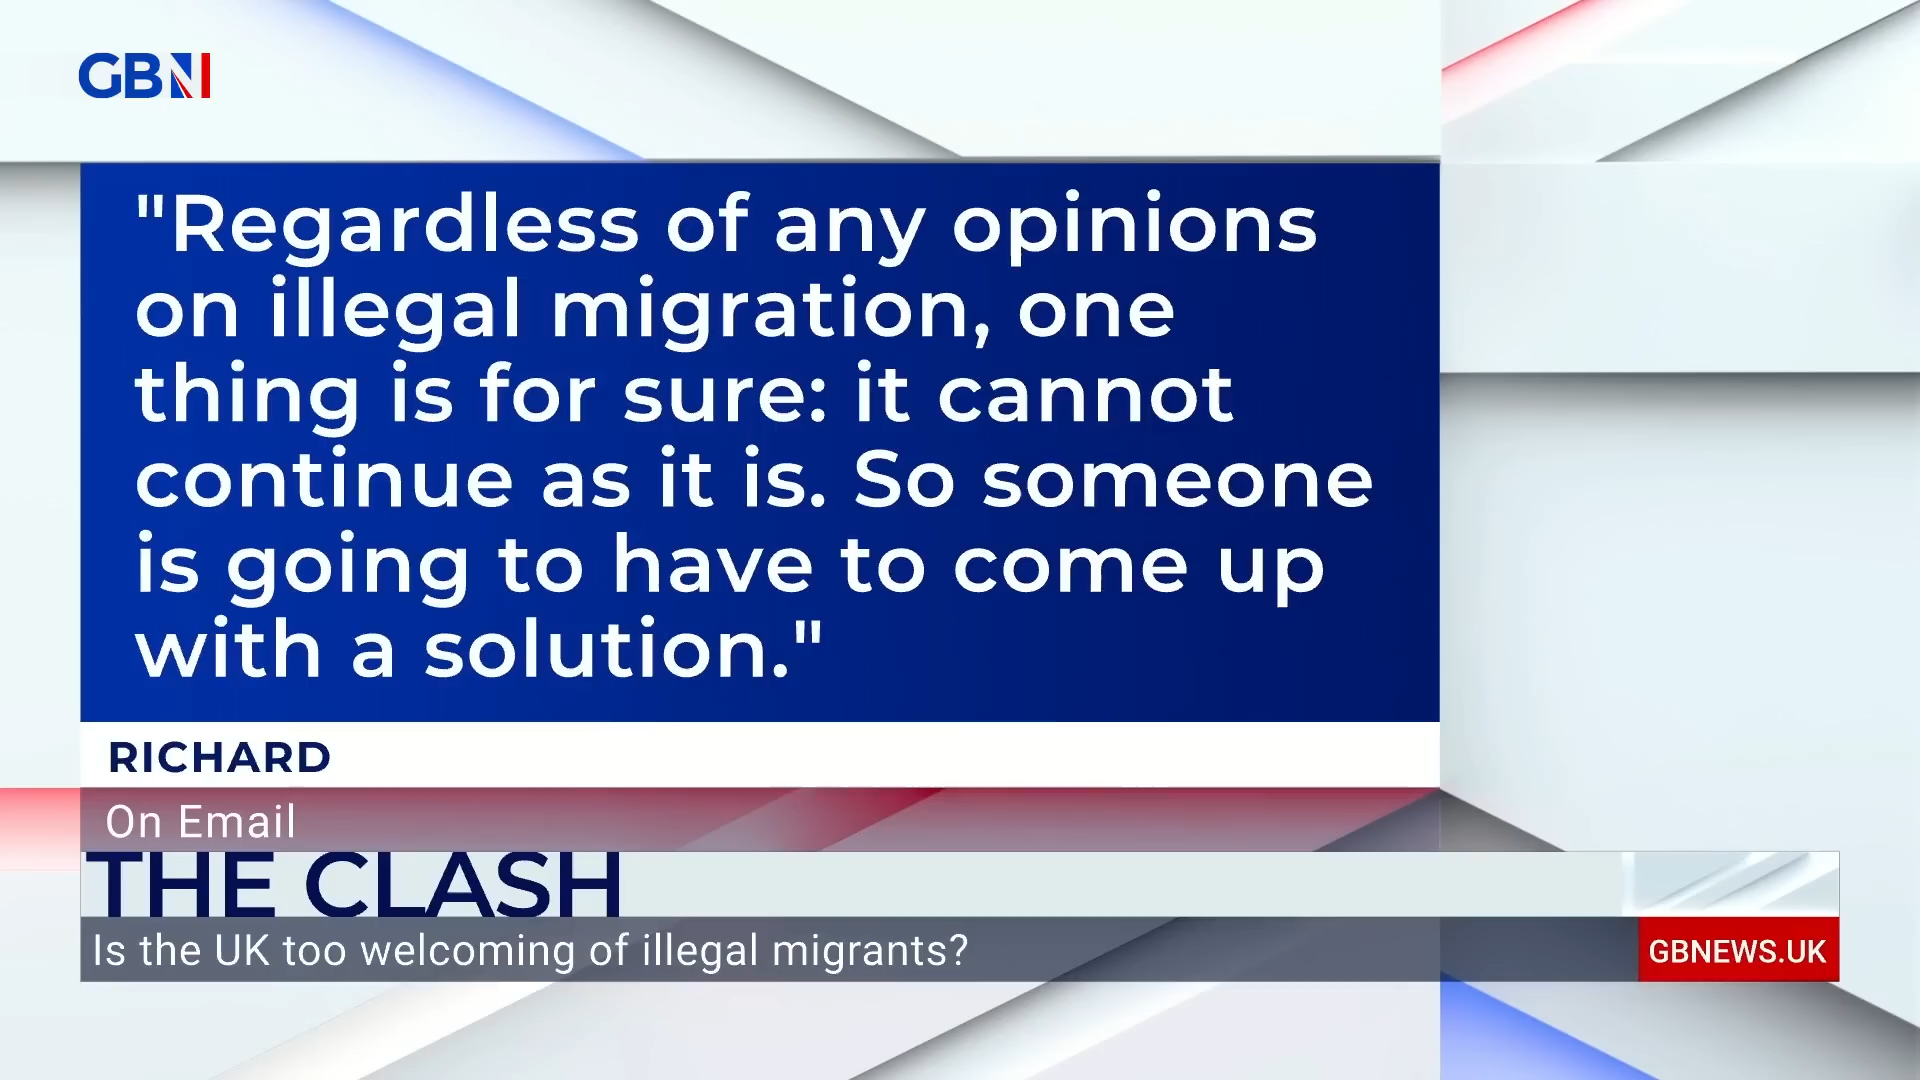 GBN
"Regardless of any opinions
on illegal migration, one
thing is for sure: it cannot
continue as it is. So someone
is going to have to come up
with a solution."
RICHARD
On Email
THE CLASH
Is the UK too welcoming of illegal migrants?
GBNEWS.UK